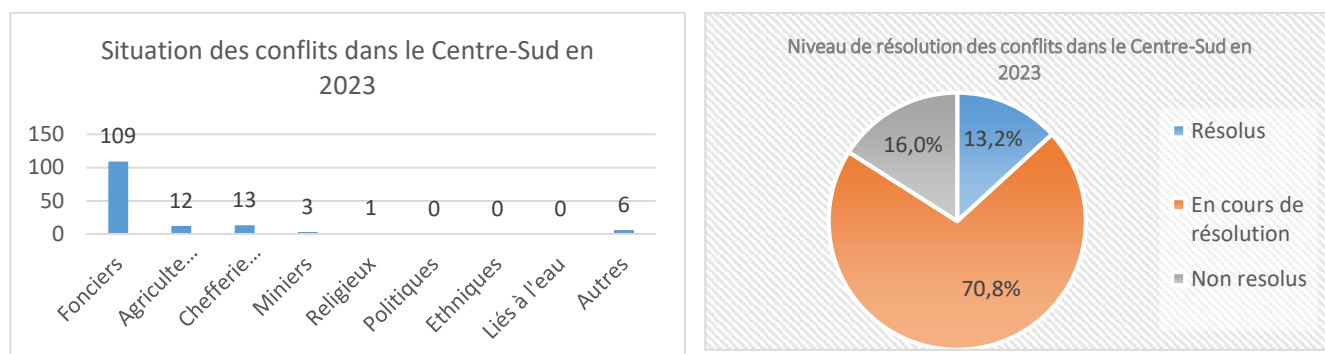 Situation des conflits dans le Centre-Sud en
2023
109
12
13
3
1
0
0
0
6
150
100
50
0
Fonciers
Agriculte...
Chefferie...
Miniers
Religieux
Politiques
Ethniques
Liés à l'eau
Autres
Niveau de résolution des conflits dans le Centre-Sud en
2023
16,0%
13,2%
70,8%
Résolus
En cours de
résolution
Non resolus